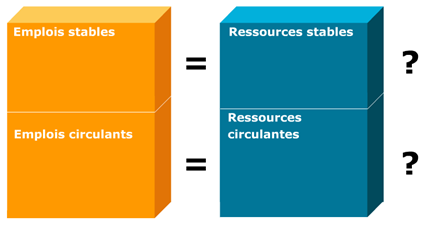 Emplois stables = Ressources stables ?
Emplois circulants = Ressources
circulantes ?